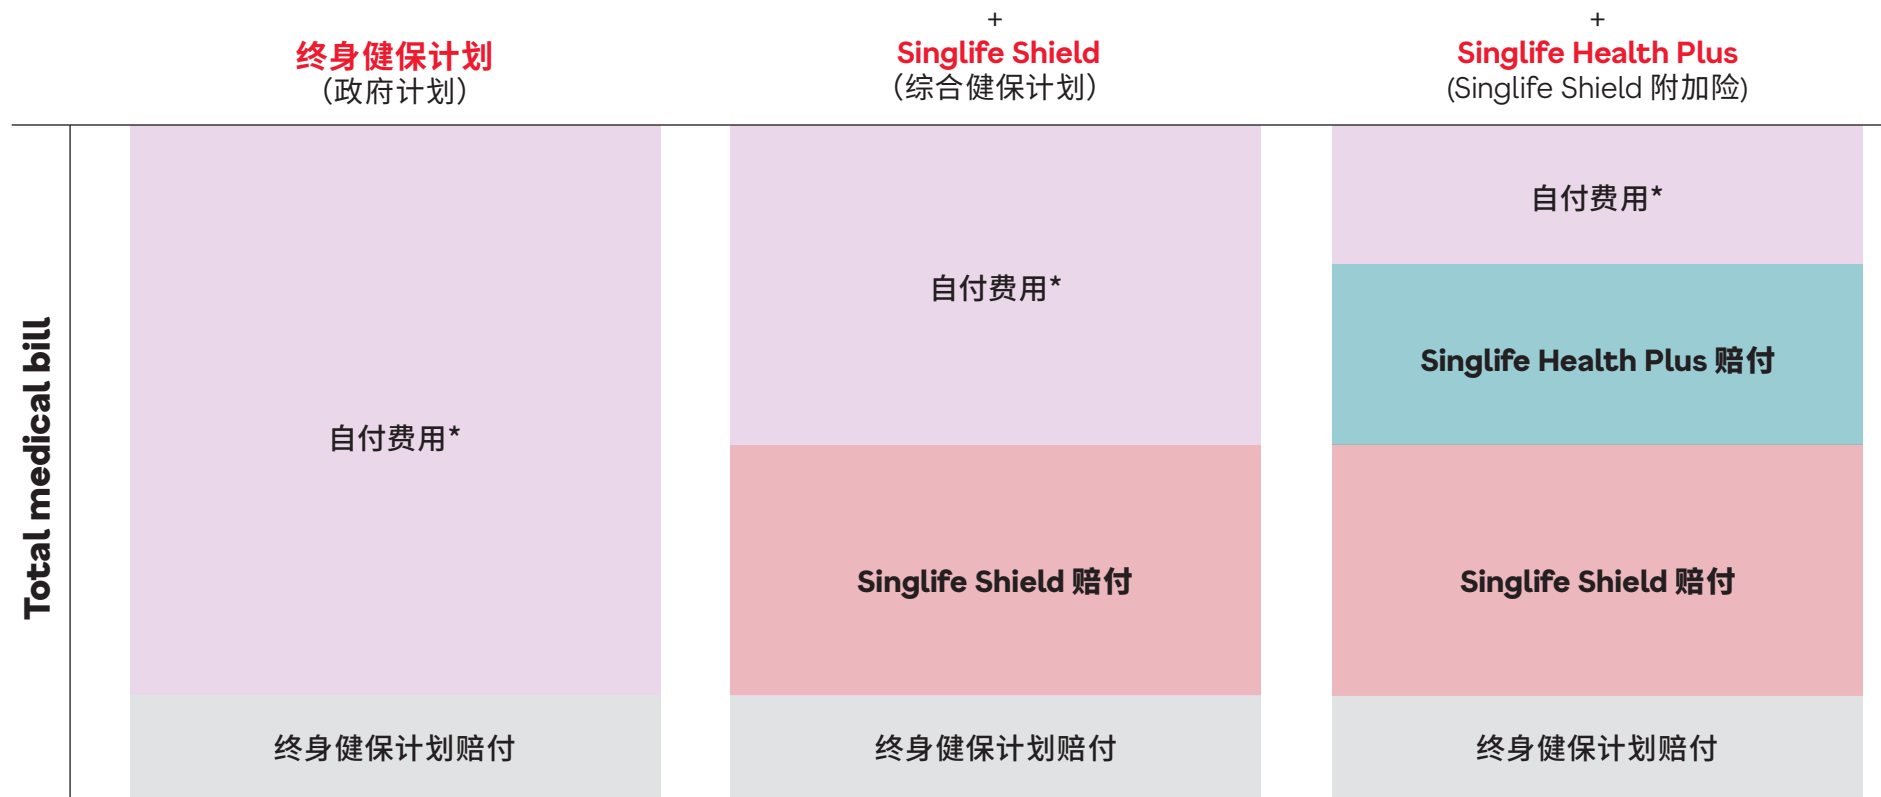 终身健保计划
（政府计划）
+
Singlife Shield
（综合健保计划）
+
Singlife Health Plus
(Singlife Shield 附加险)
Total medical bill
自付费用*
终身健保计划赔付
自付费用*
Singlife Shield 赔付
终身健保计划赔付
自付费用*
Singlife Health Plus 赔付
Singlife Shield 赔付
终身健保计划赔付